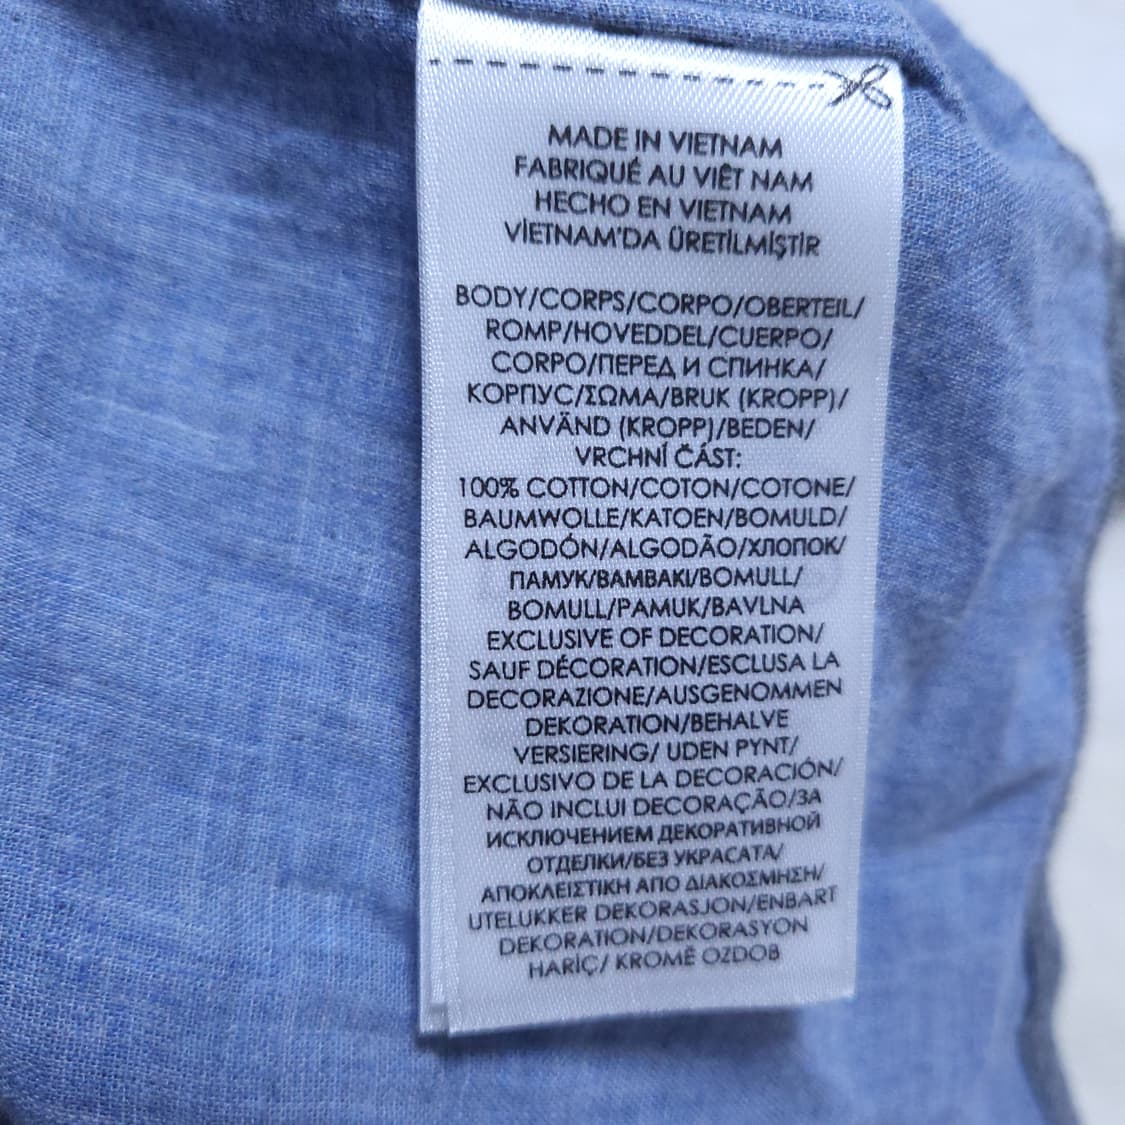 MADE IN VIETNAM
FABRIQUÉ AU VIÊT NAM
HECHO EN VIETNAM
VİETNAM'DA ÜRETİLMİŞTİR
BODY/CORPS/CORPO/OBERTEIL/
ROMP/HOVEDDEL/CUERPO/
CORPO/ПЕРЕД И СПИНКА/
КОРПУС/ΣΩΜΑ/BRUK (KROPP)/
ANVÄND (KROPP)/BEDEN/
VRCHNÍ ČÁST:
100% COTTON/COTON/COTONE/
BAUMWOLLE/KATOEN/BOMULD/
ALGODÓN/ALGODÃO/ХЛОПОК/
ПАМУК/ΒΑΜΒΑΚΙ/BOMULL/
BOMULL/PAMUK/BAVLNA
EXCLUSIVE OF DECORATION/
SAUF DÉCORATION/ESCLUSA LA
DECORAZIONE/AUSGENOMMEN
DEKORATION/BEHALVE
VERSIERING/ UDEN PYNT/
EXCLUSIVO DE LA DECORACIÓN/
NÃO INCLUI DECORAÇÃO/ЗА
ИСКЛЮЧЕНИЕМ ДЕКОРАТИВНОЙ
ОТДЕЛКИ/БЕЗ УКРАСАТА/
ΑΠΟΚΛΕΙΣΤΙΚΗ ΑΠΟ ΔΙΑΚΟΣΜΗΣΗ/
UTELUKKER DEKORASJON/ENBART
DEKORATION/DEKORASYON
HARİÇ/ KROMĚ OZDOB